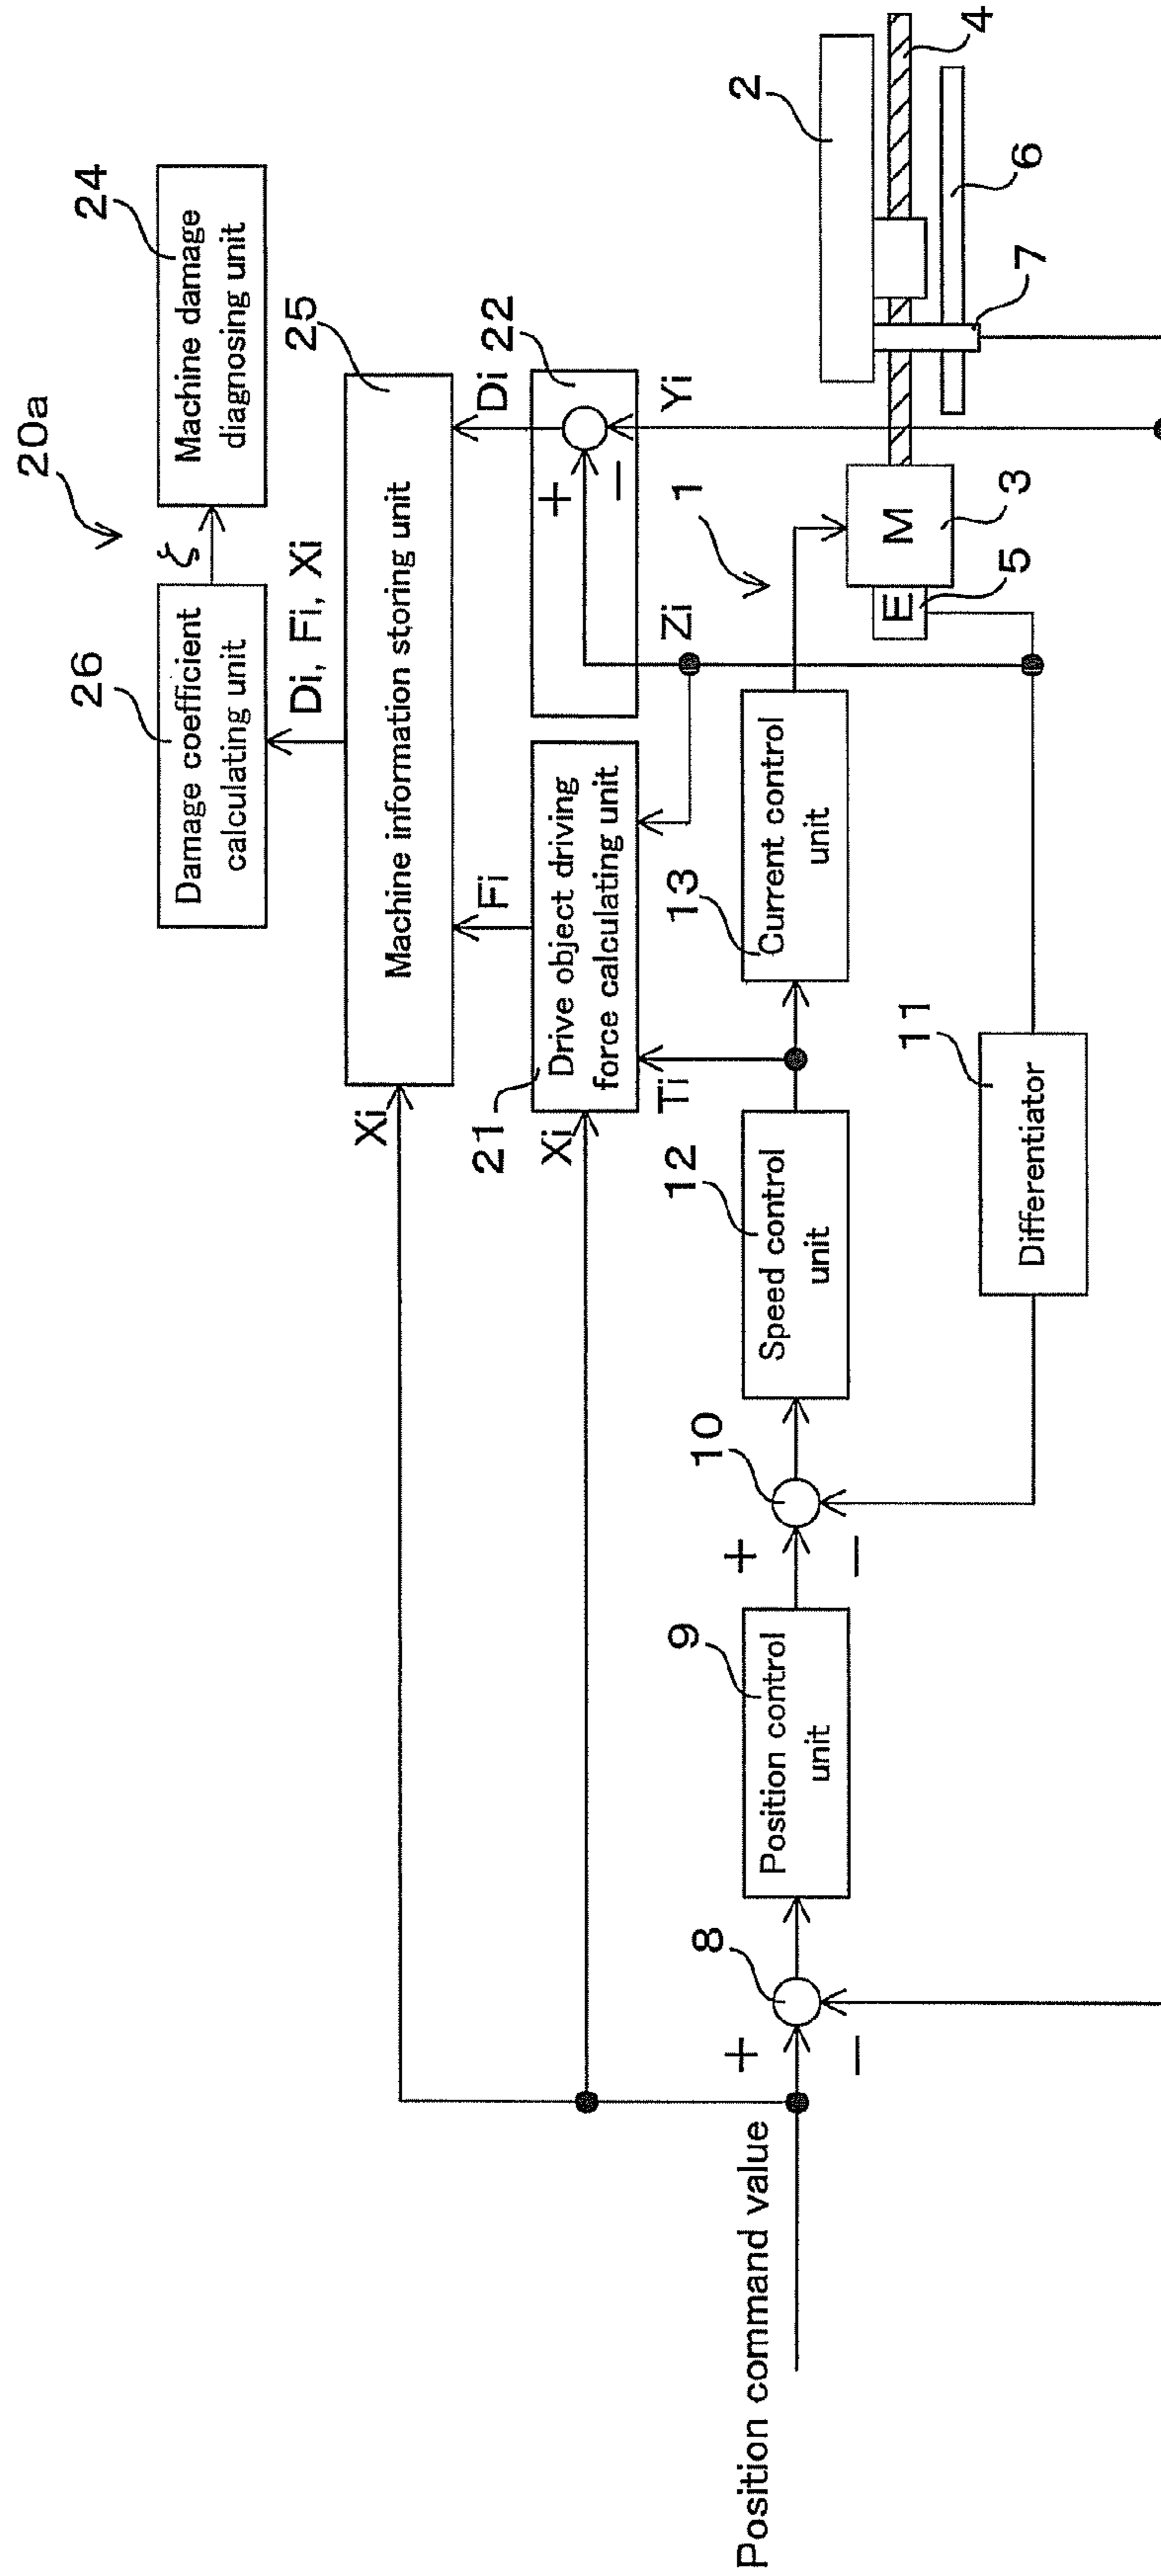 20a
26
24
Damage coefficient
calculating unit
ζ
Machine damage
diagnosing unit
Di, Fi, Xi
25
Xi
Machine information storing unit
Fi
Di
22
21
Xi
Drive object driving
force calculating unit
+
−
Ti
Zi
Yi
1
2
Position command value
+
−
8
9
Position control
unit
+
−
10
12
Speed control
unit
13
Current control
unit
E
M
5
3
4
6
7
11
Differentiator